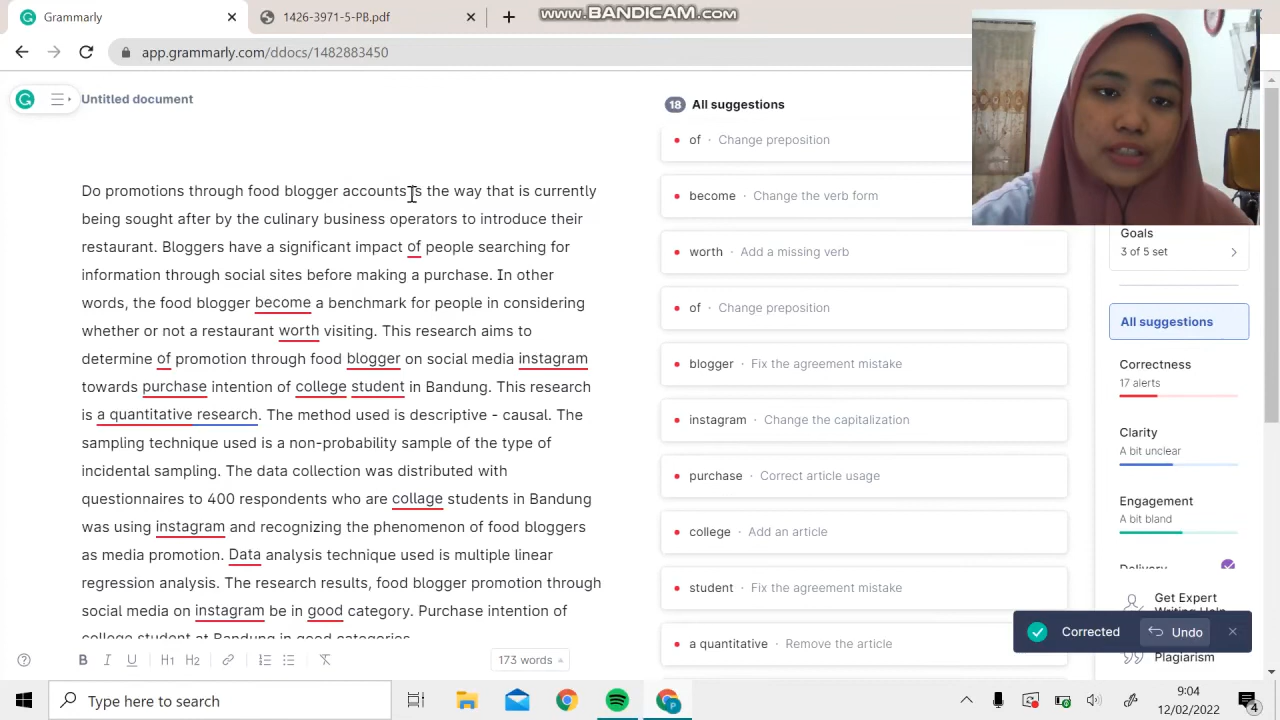 Grammarly
1426-3971-5-PB.pdf
www.BANDICAM.com
app.grammarly.com/ddocs/1482883450
Untitled document
18 All suggestions
Do promotions through food blogger accounts is the way that is currently
being sought after by the culinary business operators to introduce their
restaurant. Bloggers have a significant impact of people searching for
information through social sites before making a purchase. In other
words, the food blogger become a benchmark for people in considering
whether or not a restaurant worth visiting. This research aims to
determine of promotion through food blogger on social media instagram
towards purchase intention of college student in Bandung. This research
is a quantitative research. The method used is descriptive - causal. The
sampling technique used is a non-probability sample of the type of
incidental sampling. The data collection was distributed with
questionnaires to 400 respondents who are collage students in Bandung
was using instagram and recognizing the phenomenon of food bloggers
as media promotion. Data analysis technique used is multiple linear
regression analysis. The research results, food blogger promotion through
social media on instagram be in good category. Purchase intention of
college student at Bandung in good categories.
of · Change preposition
become · Change the verb form
worth · Add a missing verb
of · Change preposition
blogger · Fix the agreement mistake
instagram · Change the capitalization
purchase · Correct article usage
college · Add an article
student · Fix the agreement mistake
a quantitative · Remove the article
Goals
3 of 5 set
All suggestions
Correctness
17 alerts
Clarity
A bit unclear
Engagement
A bit bland
Delivery
Get Expert
Writing Help
Corrected Undo
Plagiarism
B I U H1 H2
173 words
Type here to search
9:04
12/02/2022
4